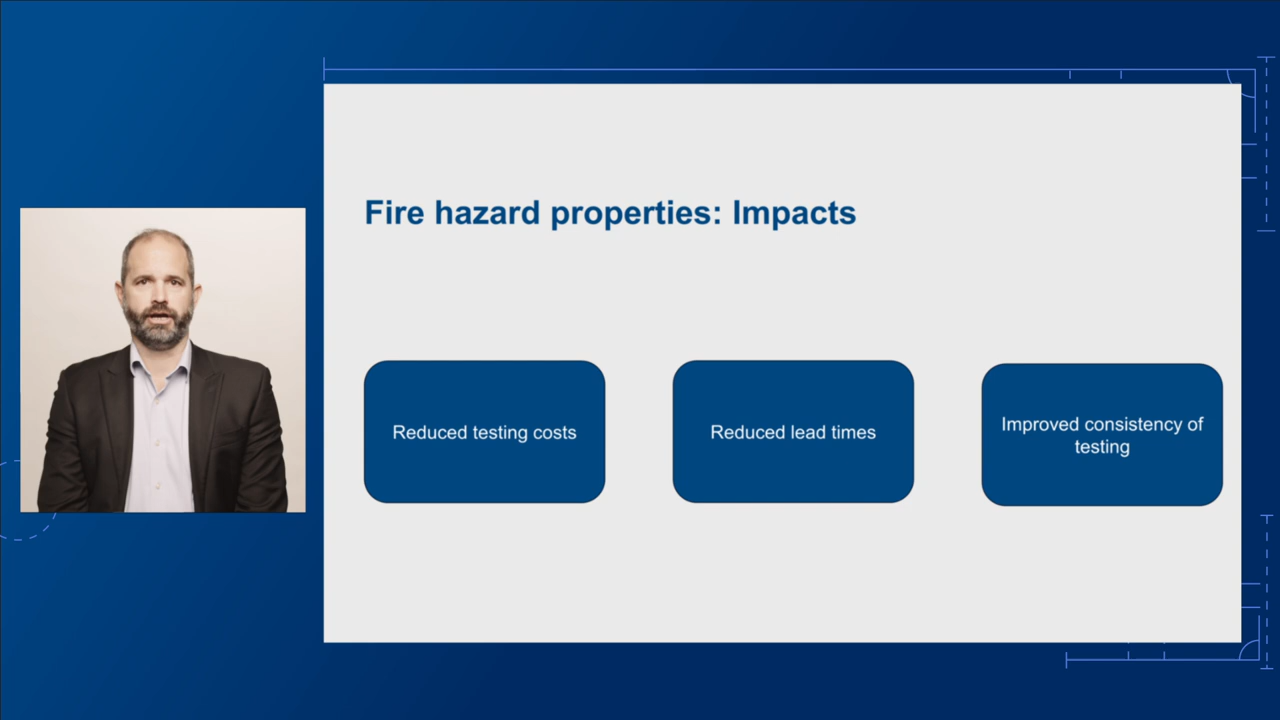 Fire hazard properties: Impacts
Reduced testing costs
Reduced lead times
Improved consistency of
testing